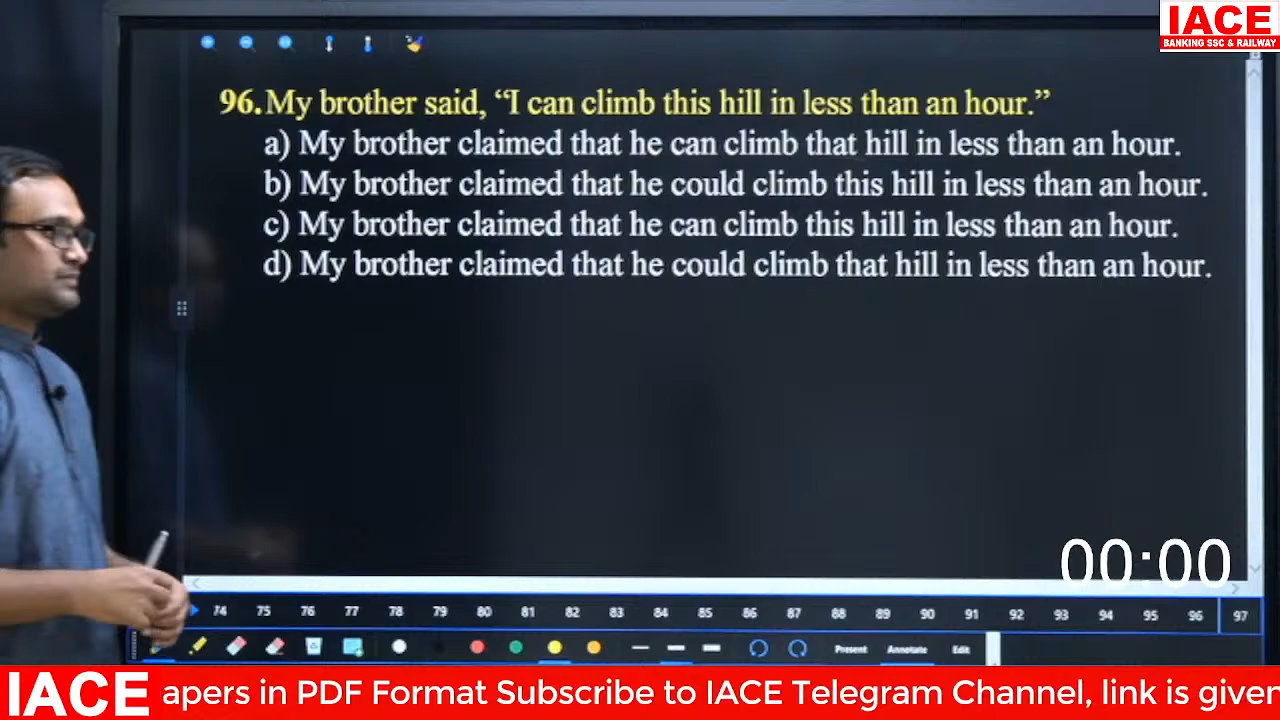 IACE
BANKING SSC & RAILWAY
96. My brother said, “I can climb this hill in less than an hour.”
a) My brother claimed that he can climb that hill in less than an hour.
b) My brother claimed that he could climb this hill in less than an hour.
c) My brother claimed that he can climb this hill in less than an hour.
d) My brother claimed that he could climb that hill in less than an hour.
00:00
74 75 76 77 78 79 80 81 82 83 84 85 86 87 88 89 90 91 92 93 94 95 96 97
Present Annotate Edit
IACE apers in PDF Format Subscribe to IACE Telegram Channel, link is given